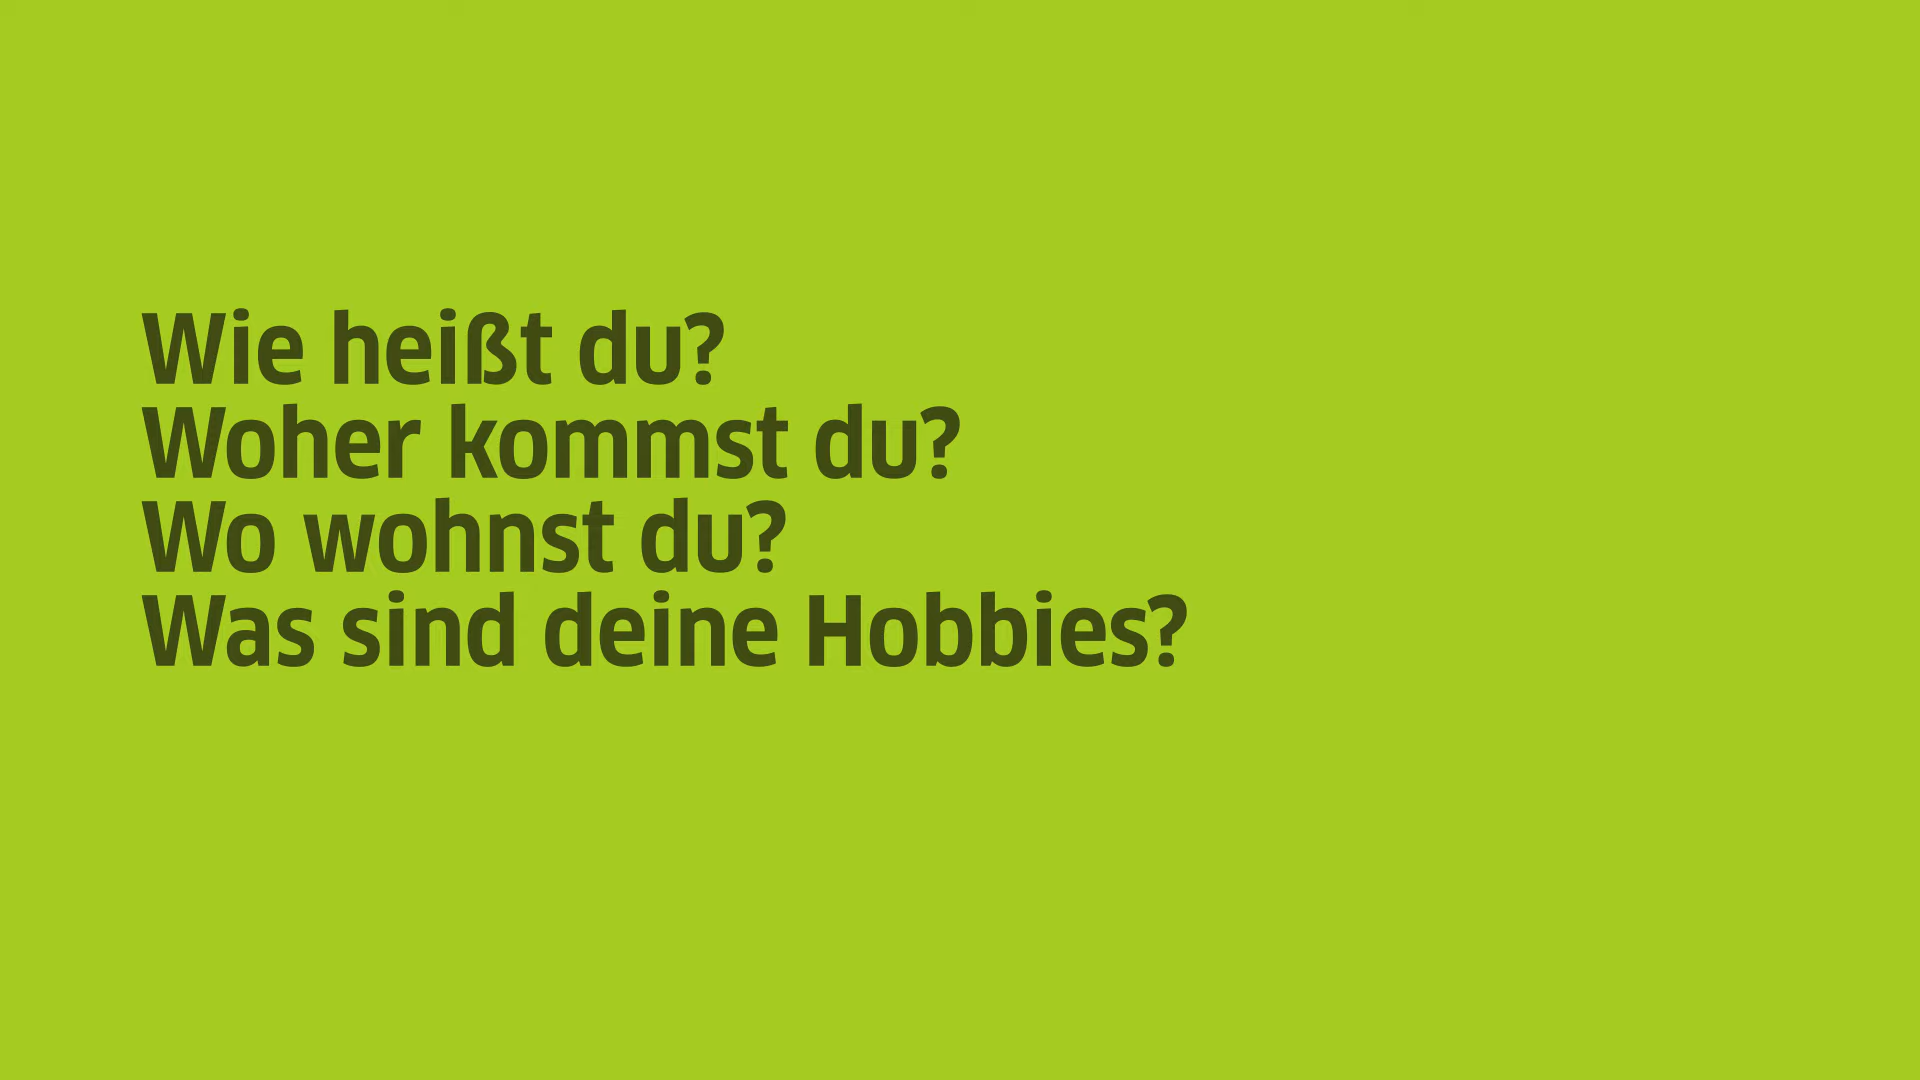 Wie heißt du?
Woher kommst du?
Wo wohnst du?
Was sind deine Hobbies?